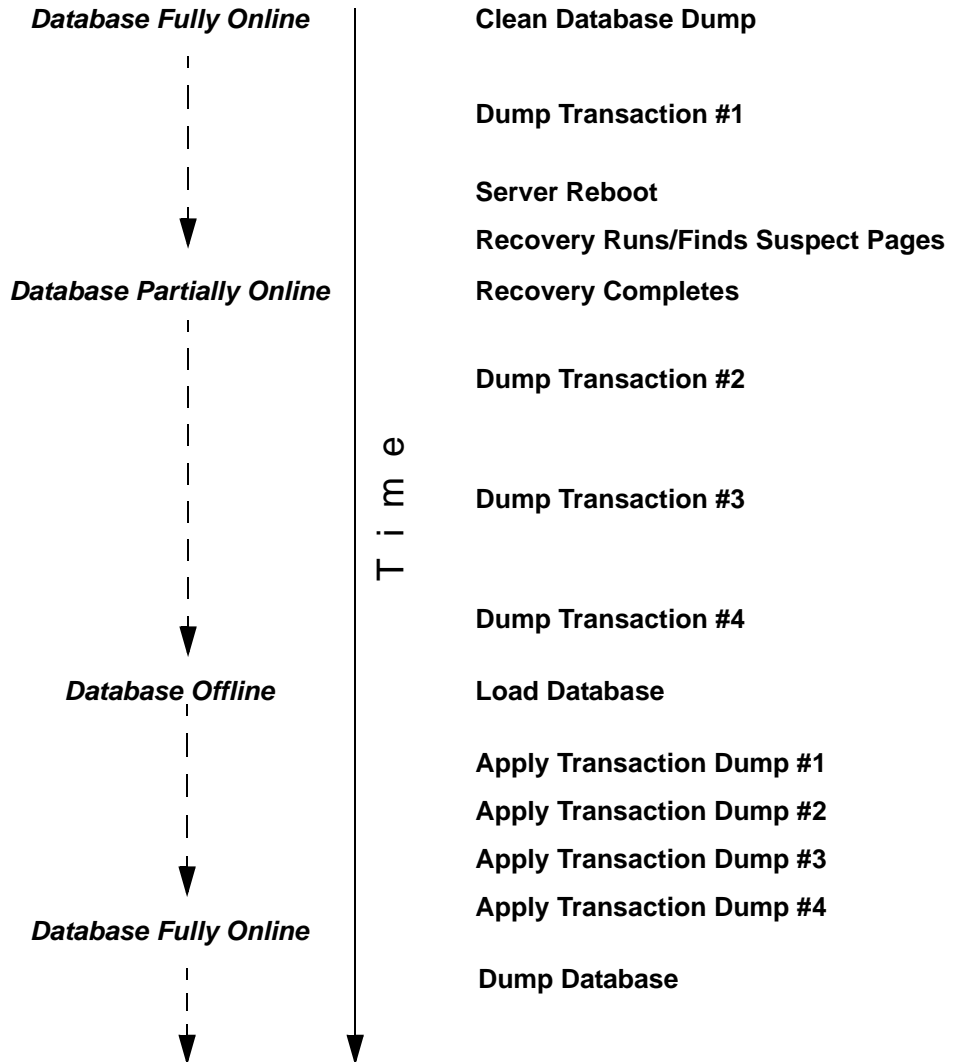 Database Fully Online
Clean Database Dump
Dump Transaction #1
Server Reboot
Recovery Runs/Finds Suspect Pages
Database Partially Online
Recovery Completes
Dump Transaction #2
Time
Dump Transaction #3
Dump Transaction #4
Database Offline
Load Database
Apply Transaction Dump #1
Apply Transaction Dump #2
Apply Transaction Dump #3
Apply Transaction Dump #4
Database Fully Online
Dump Database